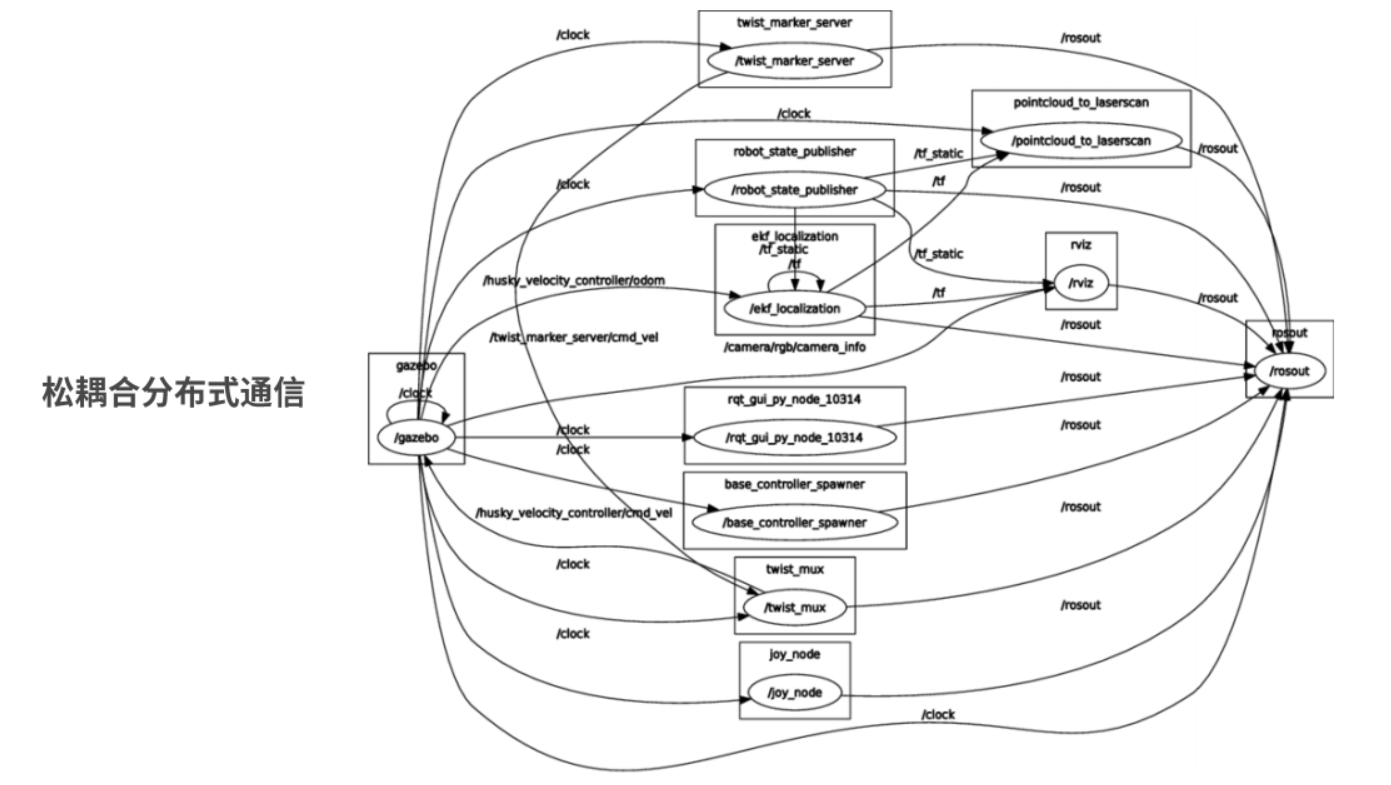 松耦合分布式通信
twist_marker_server
/clock
/rosout
/twist_marker_server
pointcloud_to_laserscan
/clock
/pointcloud_to_laserscan
robot_state_publisher
/tf_static
/rosout
/clock
/robot_state_publisher
/tf
/rosout
ekf_localization
/tf_static
/tf
/tf_static
rviz
/husky_velocity_controller/odom
/rviz
/tf
/rosout
/ekf_localization
/rosout
/twist_marker_server/cmd_vel
/camera/rgb/camera_info
rosout
gazebo
/rosout
/clock
/rosout
rqt_gui_py_node_10314
/clock
/gazebo
/rqt_gui_py_node_10314
/rosout
/clock
base_controller_spawner
/husky_velocity_controller/cmd_vel
/base_controller_spawner
/rosout
/clock
twist_mux
/twist_mux
/rosout
/clock
joy_node
/joy_node
/clock